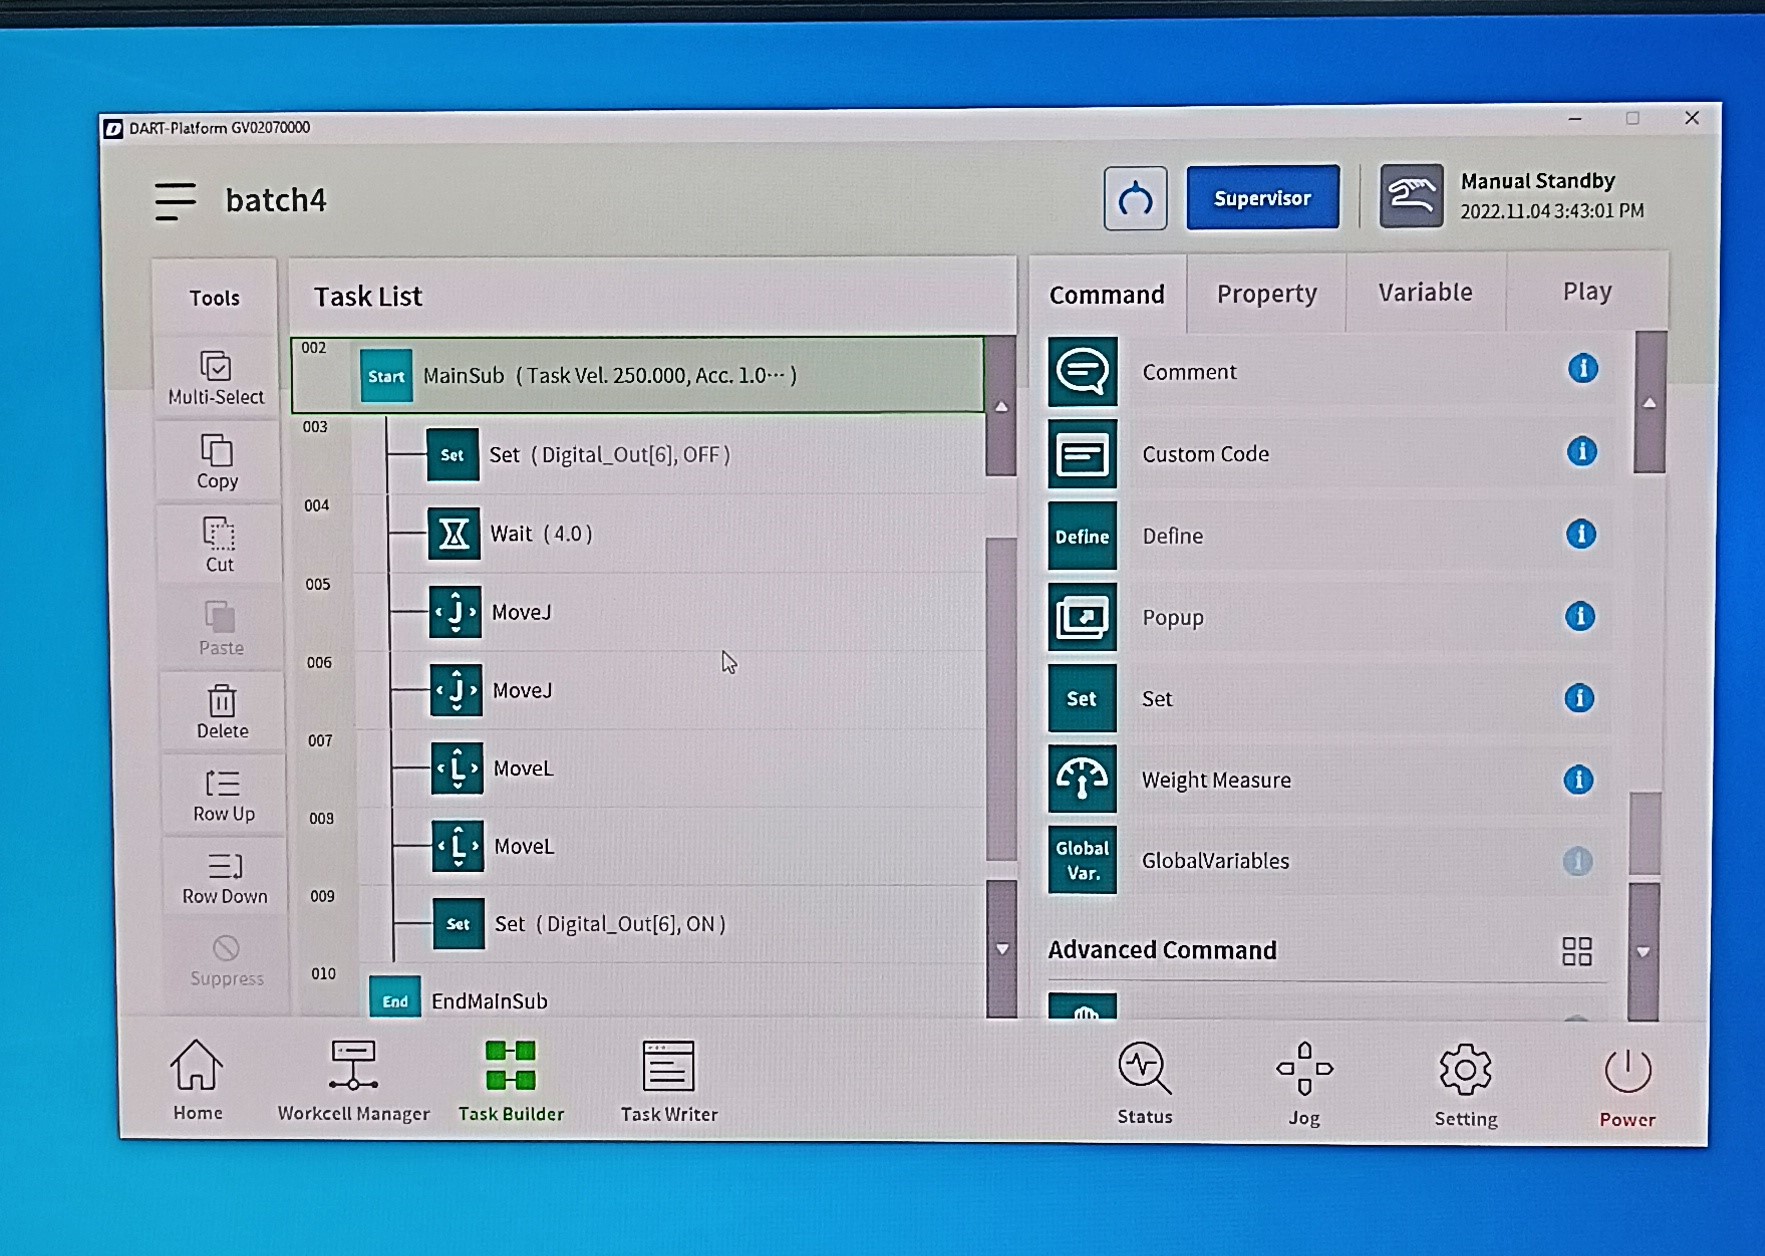 DART-Platform GV02070000
batch4
Supervisor
Manual Standby
2022.11.04 3:43:01 PM
Tools
Multi-Select
Copy
Cut
Paste
Delete
Row Up
Row Down
Suppress
Task List
002
Start MainSub ( Task Vel. 250.000, Acc. 1.0··· )
003
Set Set ( Digital_Out[6], OFF )
004
Wait ( 4.0 )
005
J MoveJ
006
J MoveJ
007
L MoveL
008
L MoveL
009
Set Set ( Digital_Out[6], ON )
010
End EndMainSub
Command Property Variable Play
Comment
Custom Code
Define Define
Popup
Set Set
Weight Measure
Global
Var. GlobalVariables
Advanced Command
Home
Workcell Manager
Task Builder
Task Writer
Status
Jog
Setting
Power